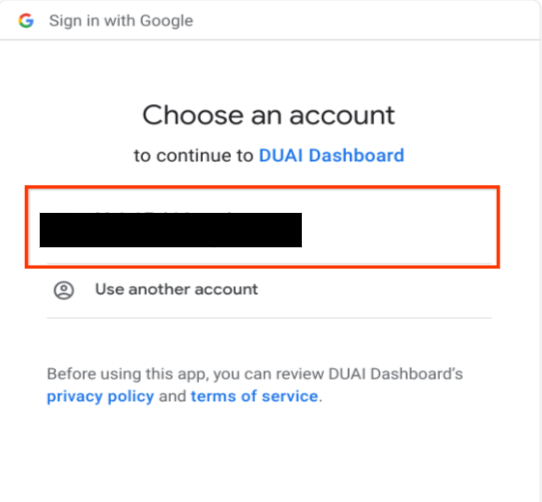 Sign in with Google
Choose an account
to continue to DUAI Dashboard
Use another account
Before using this app, you can review DUAI Dashboard's
privacy policy and terms of service.